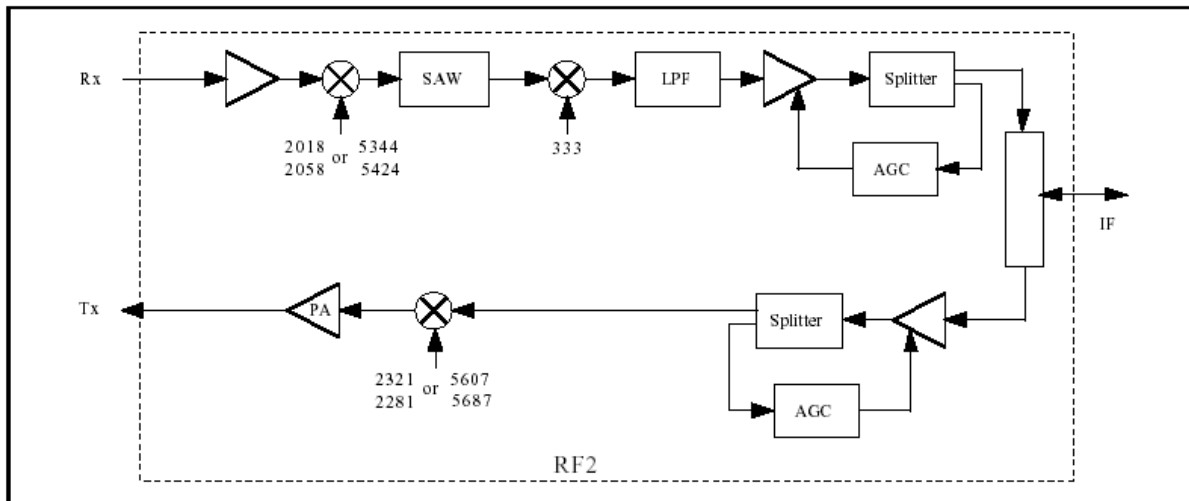 Rx
SAW
LPF
Splitter
2018 or 5344
2058 5424
333
AGC
IF
Tx
PA
Splitter
2321 or 5607
2281 5687
AGC
RF2